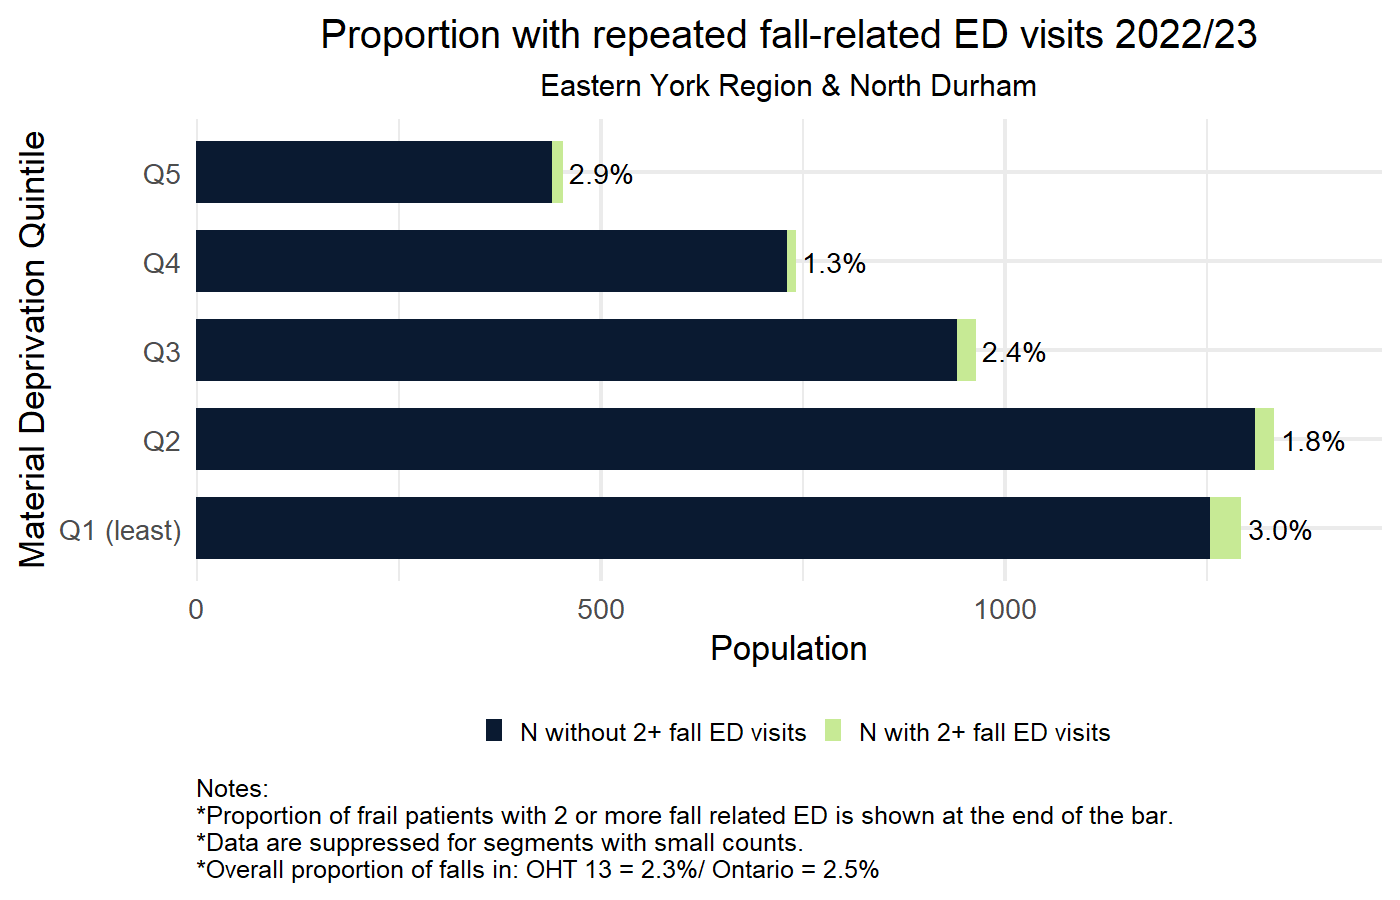 Proportion with repeated fall-related ED visits 2022/23
Eastern York Region & North Durham
Material Deprivation Quintile
Q5
2.9%
Q4
1.3%
Q3
2.4%
Q2
1.8%
Q1 (least)
3.0%
0
500
1000
Population
N without 2+ fall ED visits
N with 2+ fall ED visits
Notes:
*Proportion of frail patients with 2 or more fall related ED is shown at the end of the bar.
*Data are suppressed for segments with small counts.
*Overall proportion of falls in: OHT 13 = 2.3%/ Ontario = 2.5%